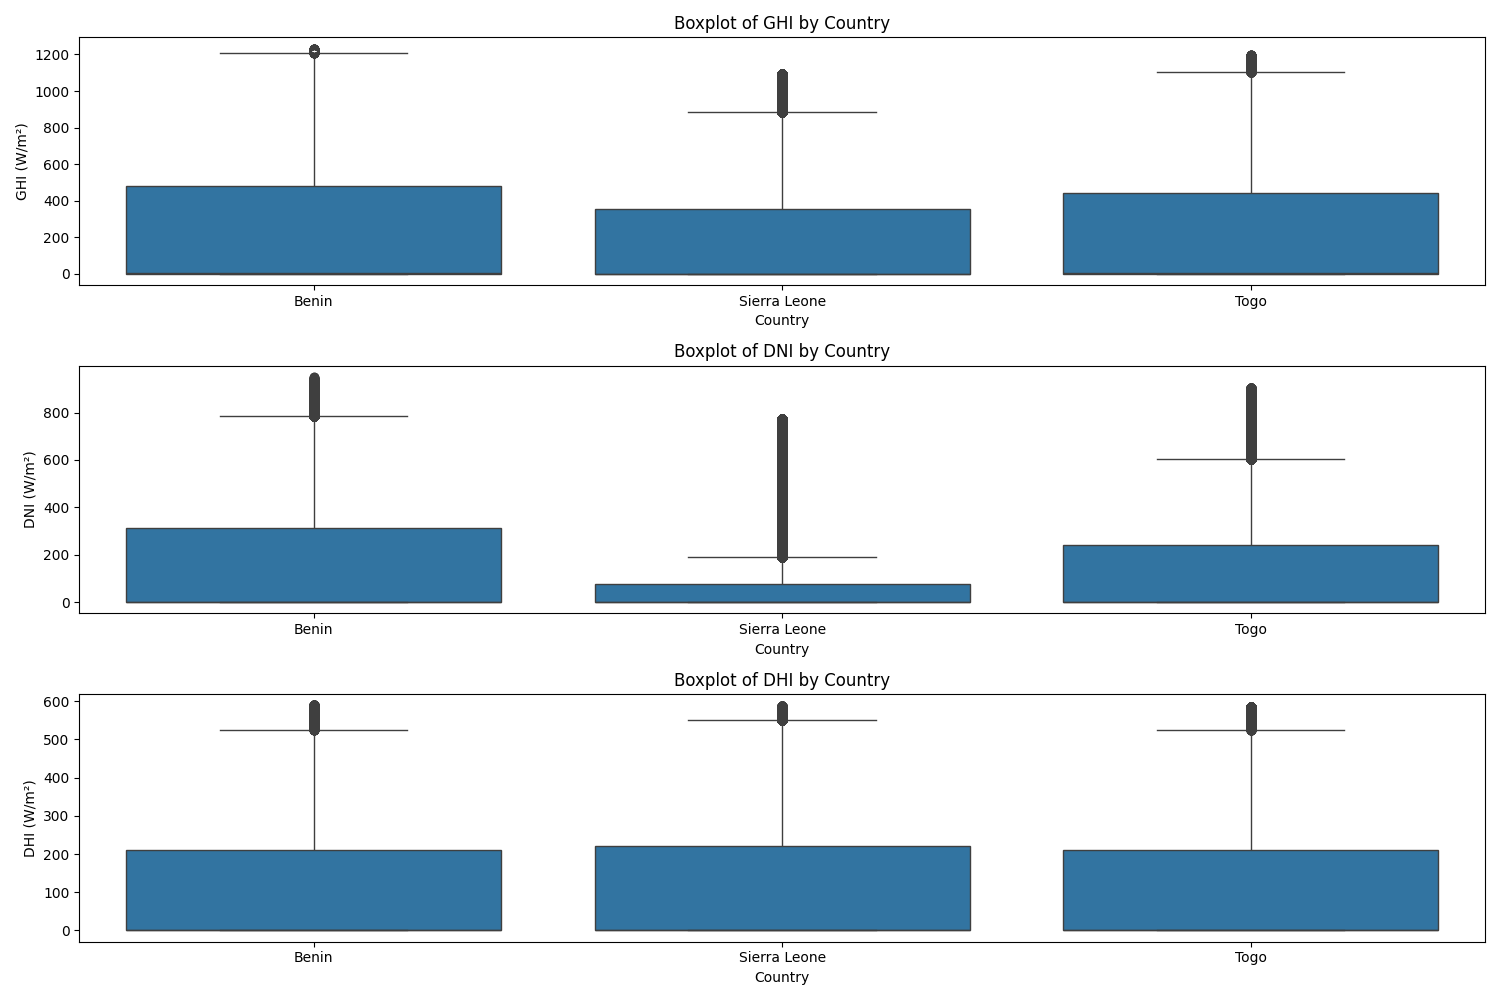 Boxplot of GHI by Country
GHI (W/m²)
1200
1000
800
600
400
200
0
Benin Sierra Leone Togo
Country
Boxplot of DNI by Country
DNI (W/m²)
800
600
400
200
0
Benin Sierra Leone Togo
Country
Boxplot of DHI by Country
DHI (W/m²)
600
500
400
300
200
100
0
Benin Sierra Leone Togo
Country